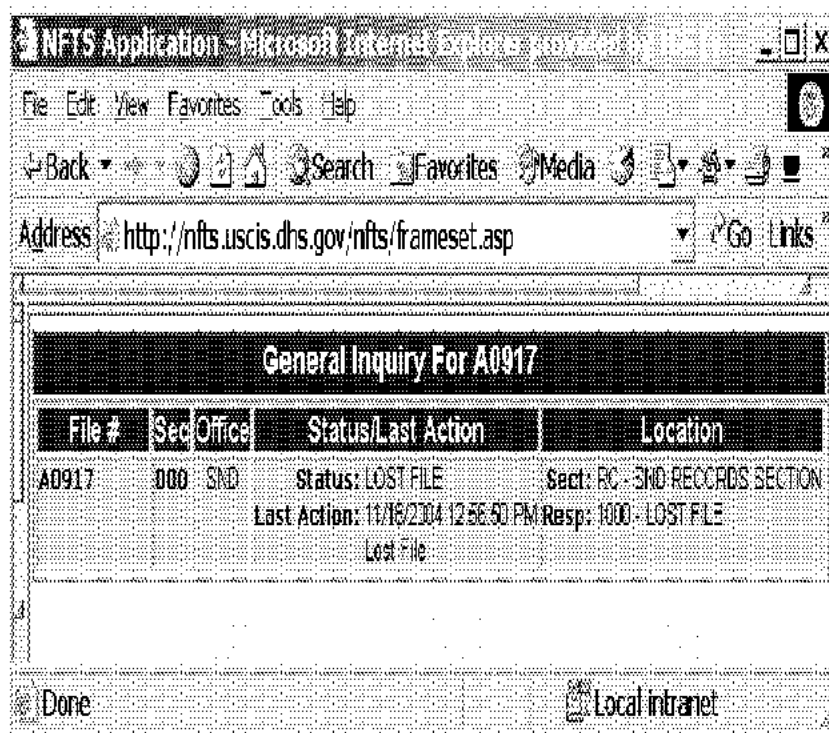 NFTS Application - Microsoft Internet Explorer provided by
File Edit View Favorites Tools Help
Back Search Favorites Media
Address http://nfts.uscis.dhs.gov/nfts/frameset.asp Go Links
General Inquiry For A0917
File # Sec Office Status/Last Action Location
A0917 000 SND Status: LOST FILE Sect: RC - SND RECORDS SECTION
Last Action: 11/18/2004 12:56:50 PM Resp: 1000 - LOST FILE
Lost File
Done Local intranet